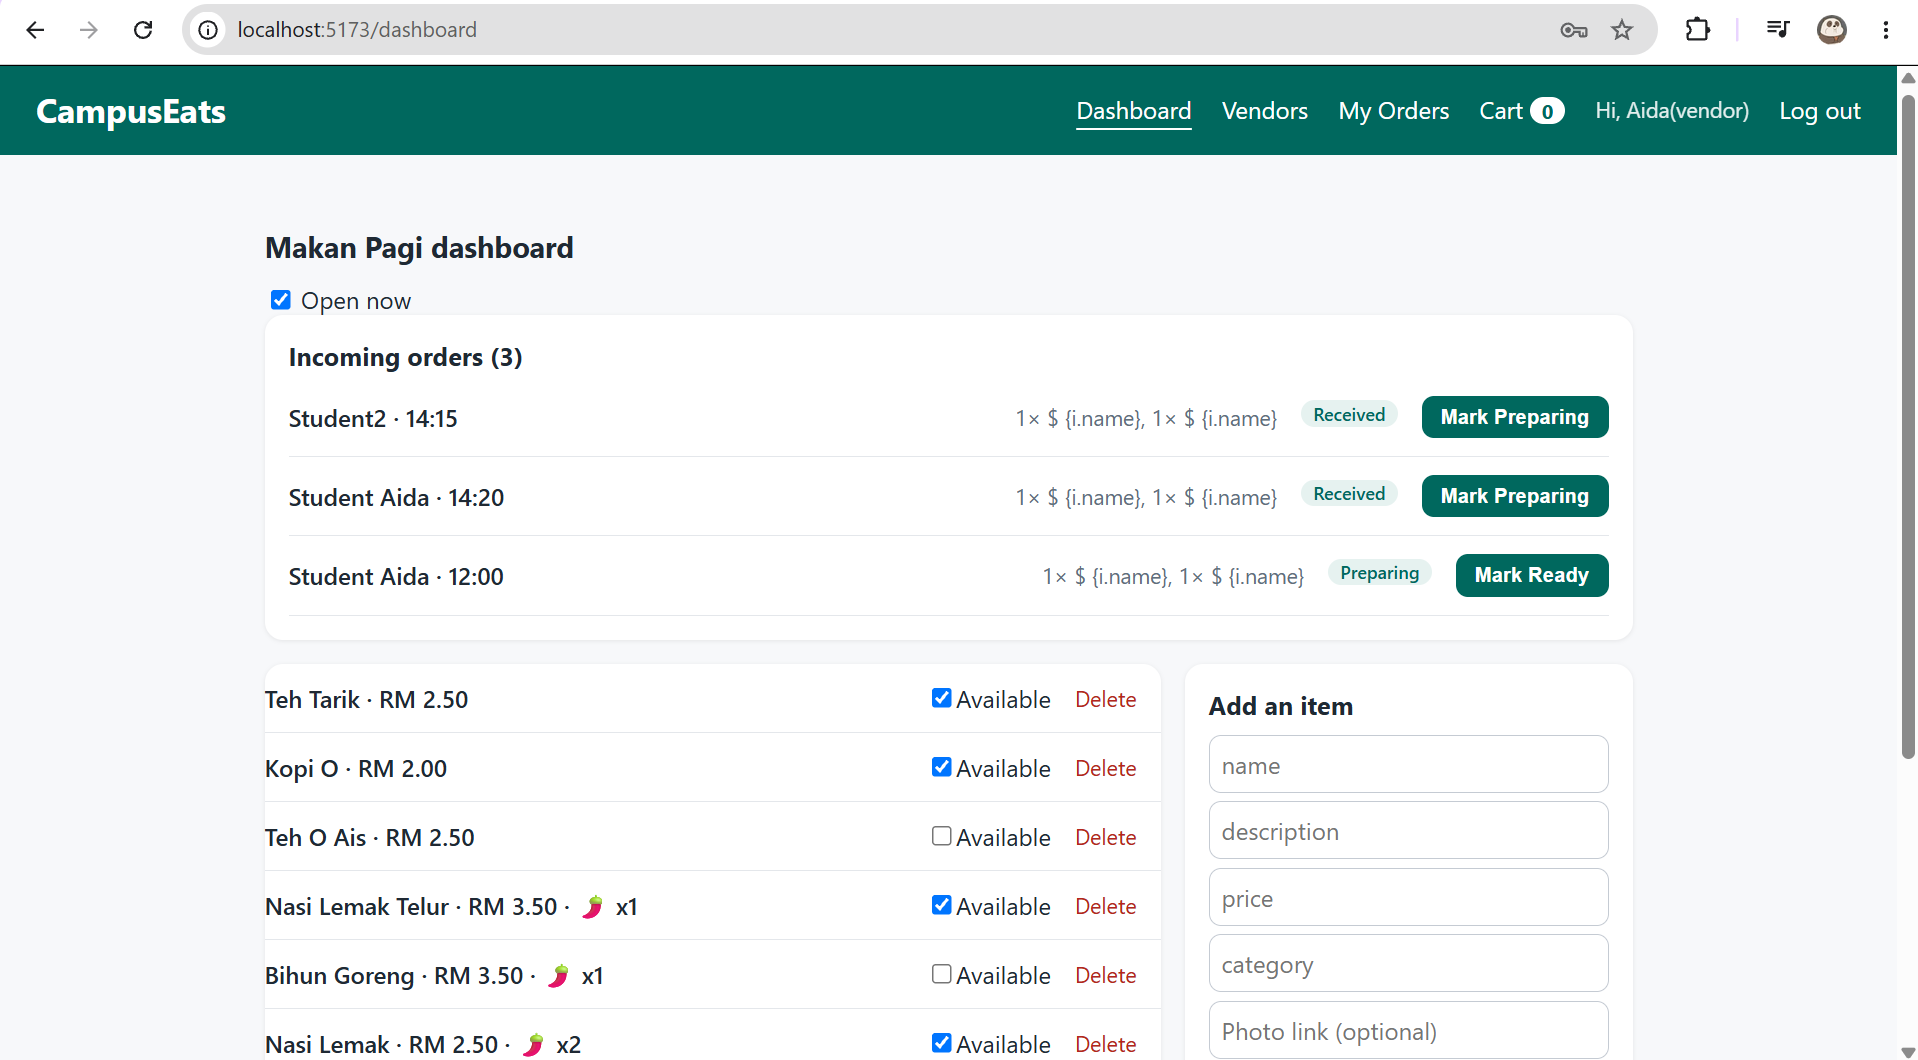 localhost:5173/dashboard
CampusEats
Dashboard Vendors My Orders Cart 0 Hi, Aida(vendor) Log out
Makan Pagi dashboard
Open now
Incoming orders (3)
Student2 · 14:15 1× $ {i.name}, 1× $ {i.name} Received Mark Preparing
Student Aida · 14:20 1× $ {i.name}, 1× $ {i.name} Received Mark Preparing
Student Aida · 12:00 1× $ {i.name}, 1× $ {i.name} Preparing Mark Ready
Teh Tarik · RM 2.50 Available Delete
Kopi O · RM 2.00 Available Delete
Teh O Ais · RM 2.50 Available Delete
Nasi Lemak Telur · RM 3.50 · 🌶️ x1 Available Delete
Bihun Goreng · RM 3.50 · 🌶️ x1 Available Delete
Nasi Lemak · RM 2.50 · 🌶️ x2 Available Delete
Add an item
name
description
price
category
Photo link (optional)